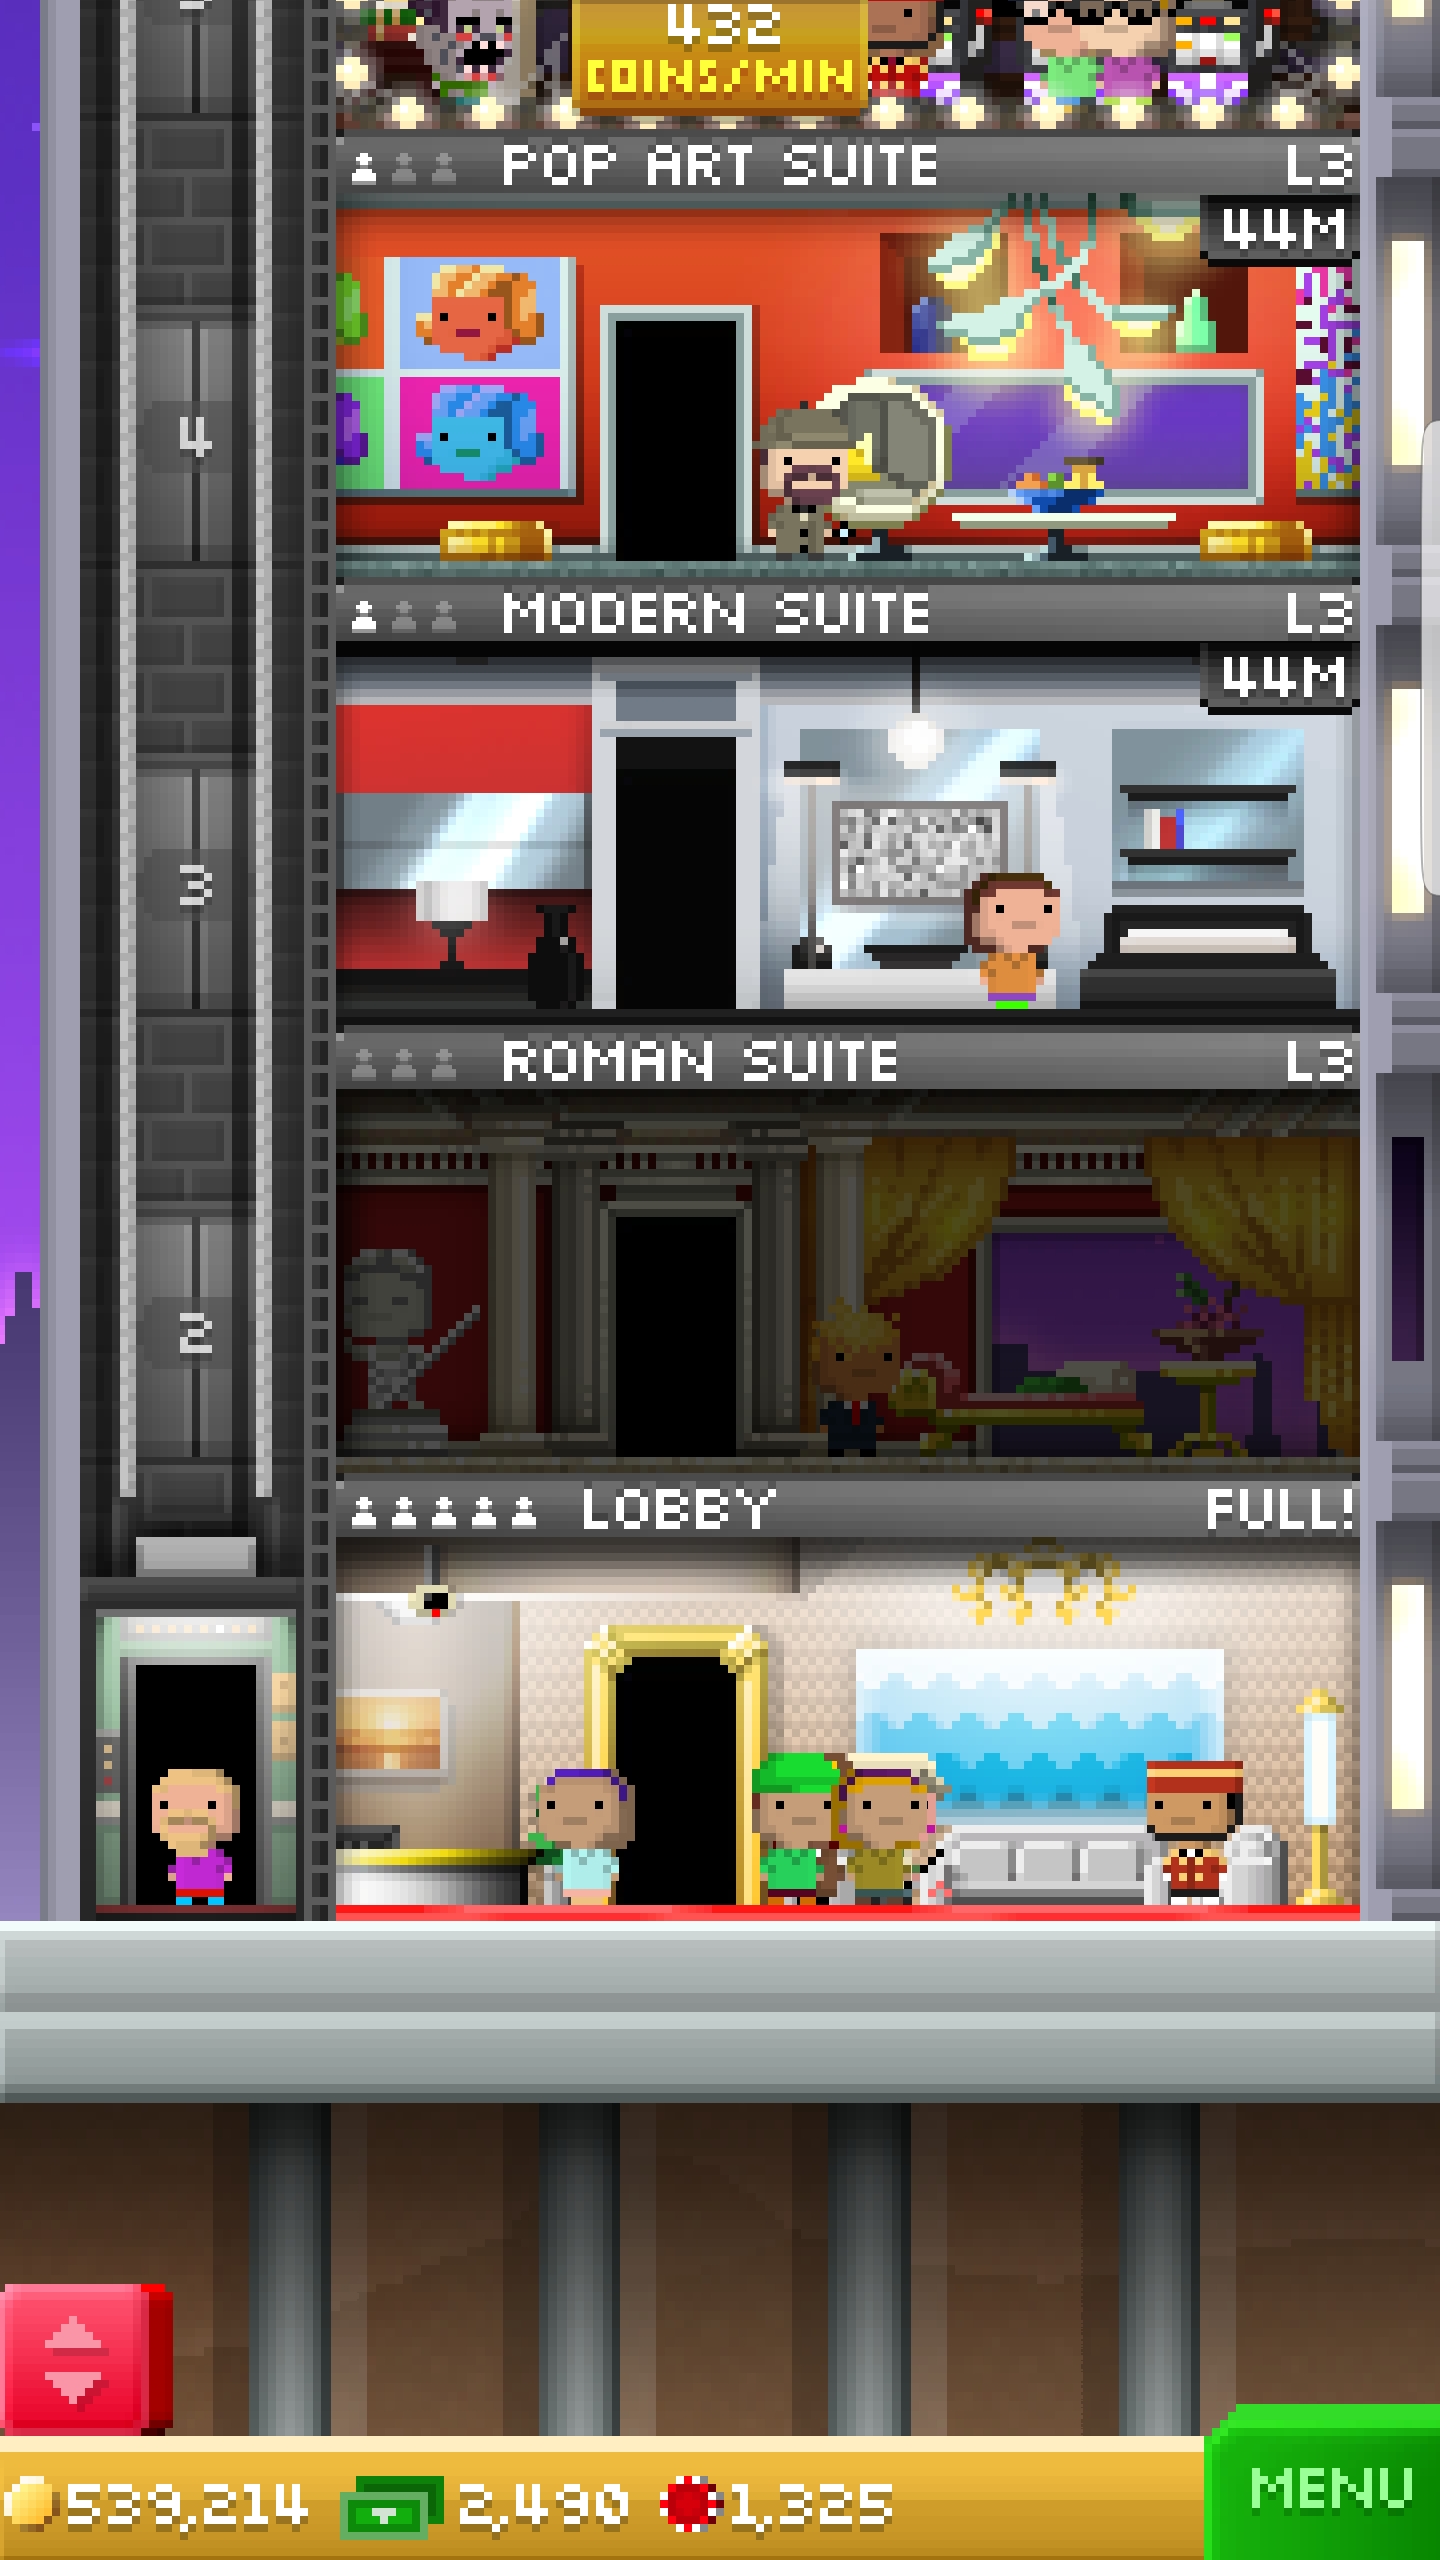 432
COINS/MIN
POP ART SUITE L3
44M
4
MODERN SUITE L3
44M
3
ROMAN SUITE L3
2
LOBBY FULL!
539,214 2,490 1,325
MENU